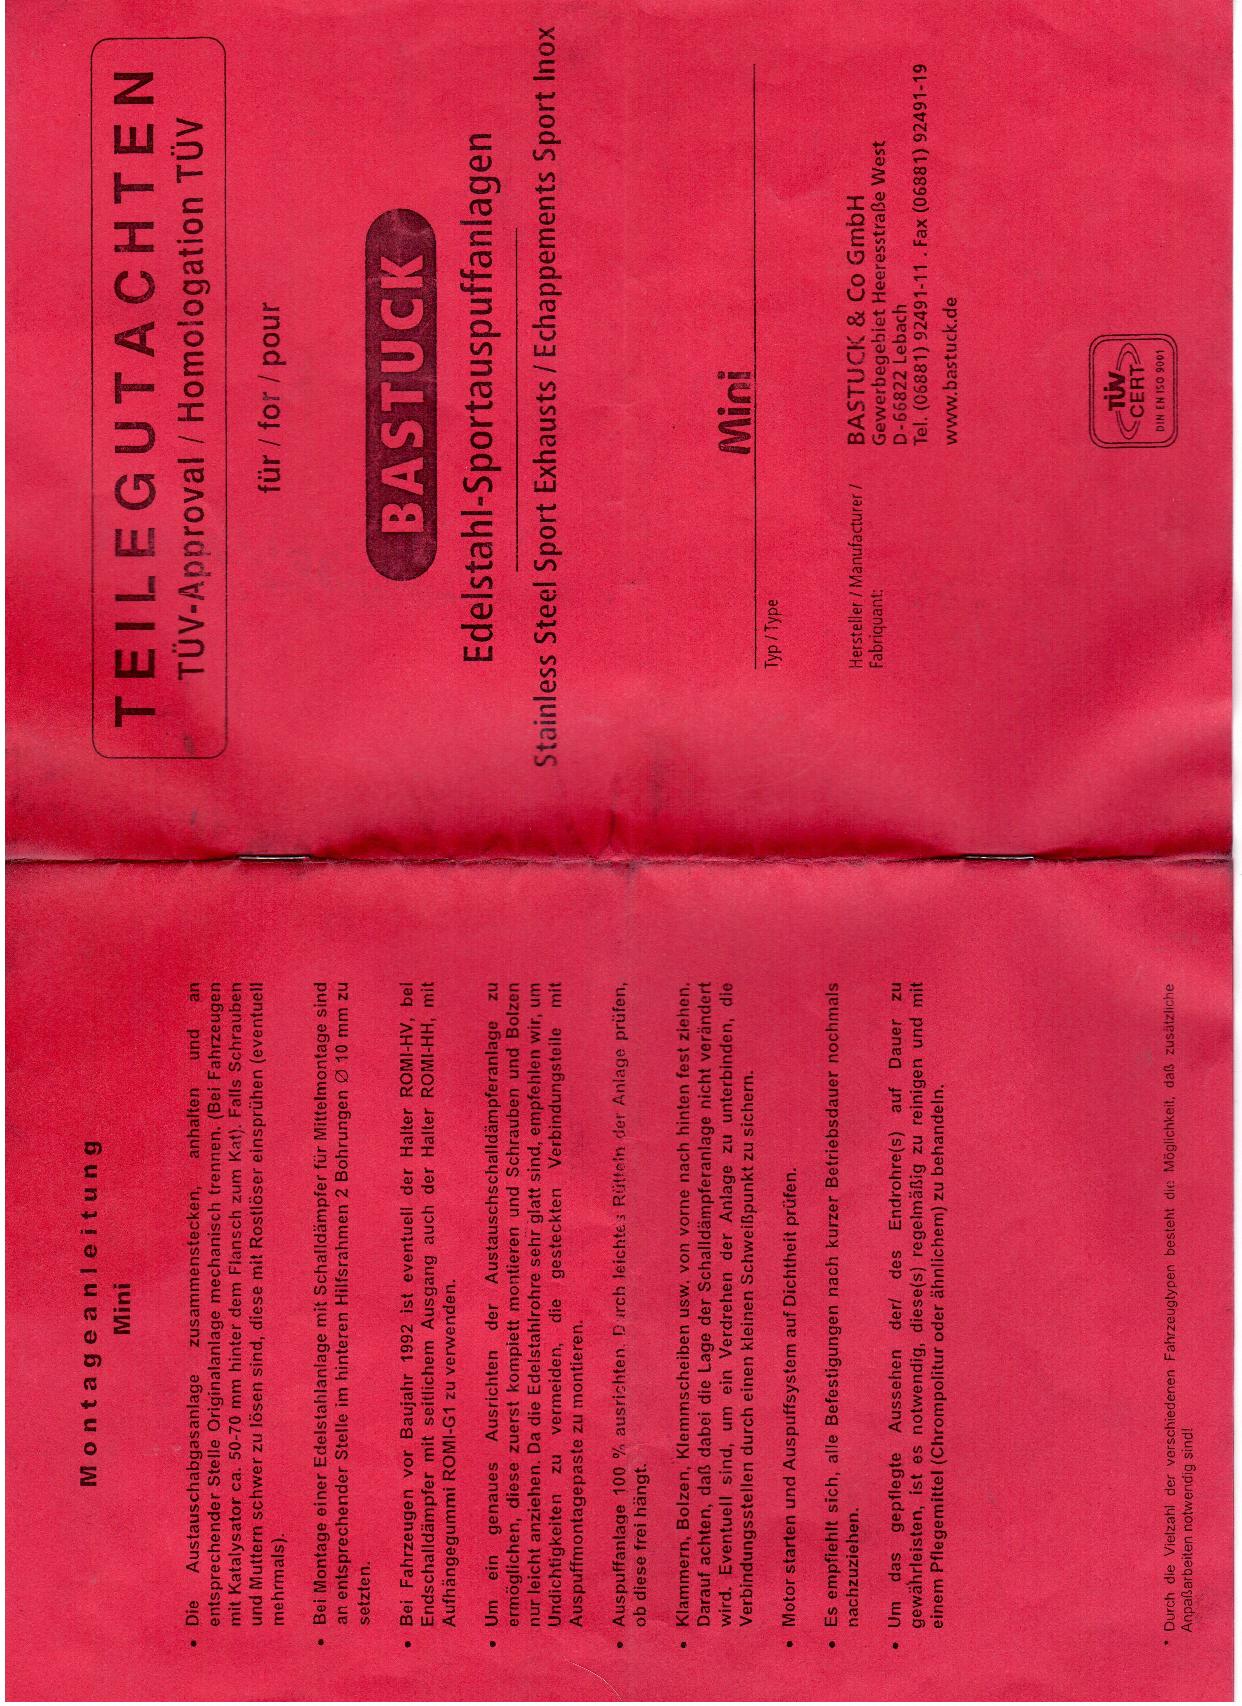 Montageanleitung
Mini
• Die Austauschabgasanlage zusammenstecken, anhalten und an
entsprechender Stelle Originalanlage mechanisch trennen. (Bei Fahrzeugen
mit Katalysator ca. 50-70 mm hinter dem Flansch zum Kat). Falls Schrauben
und Muttern schwer zu lösen sind, diese mit Rostlöser einsprühen (eventuell
mehrmals).
• Bei Montage einer Edelstahlanlage mit Schalldämpfer für Mittelmontage sind
an entsprechender Stelle im hinteren Hilfsrahmen 2 Bohrungen ∅ 10 mm zu
setzten.
• Bei Fahrzeugen vor Baujahr 1992 ist eventuell der Halter ROMI-HV, bei
Endschalldämpfer mit seitlichem Ausgang auch der Halter ROMI-HH, mit
Aufhängegummi ROMI-G1 zu verwenden.
• Um ein genaues Ausrichten der Austauschschalldämpferanlage zu
ermöglichen, diese zuerst komplett montieren und Schrauben und Bolzen
nur leicht anziehen. Da die Edelstahlrohre sehr glatt sind, empfehlen wir, um
Undichtigkeiten zu vermeiden, die gesteckten Verbindungsteile mit
Auspuffmontagepaste zu montieren.
• Auspuffanlage 100 % ausrichten. Durch leichtes Rütteln der Anlage prüfen,
ob diese frei hängt.
• Klammern, Bolzen, Klemmscheiben usw. von vorne nach hinten fest ziehen.
Darauf achten, daß dabei die Lage der Schalldämpferanlage nicht verändert
wird. Eventuell sind, um ein Verdrehen der Anlage zu unterbinden, die
Verbindungsstellen durch einen kleinen Schweißpunkt zu sichern.
• Motor starten und Auspuffsystem auf Dichtheit prüfen.
• Es empfiehlt sich, alle Befestigungen nach kurzer Betriebsdauer nochmals
nachzuziehen.
• Um das gepflegte Aussehen der/ des Endrohre(s) auf Dauer zu
gewährleisten, ist es notwendig, diese(s) regelmäßig zu reinigen und mit
einem Pflegemittel (Chrompolitur oder ähnlichem) zu behandeln.
* Durch die Vielzahl der verschiedenen Fahrzeugtypen besteht die Möglichkeit, daß zusätzliche
Anpaßarbeiten notwendig sind!
TEILEGUTACHTEN
TÜV-Approval / Homologation TÜV
für / for / pour
BASTUCK
Edelstahl-Sportauspuffanlagen
Stainless Steel Sport Exhausts / Echappements Sport Inox
Mini
Typ / Type
Hersteller / Manufacturer /
Fabriquant:
BASTUCK & Co GmbH
Gewerbegebiet Heeresstraße West
D-66822 Lebach
Tel. (06881) 92491-11 . Fax (06881) 92491-19
www.bastuck.de
TÜV
CERT
DIN EN ISO 9001